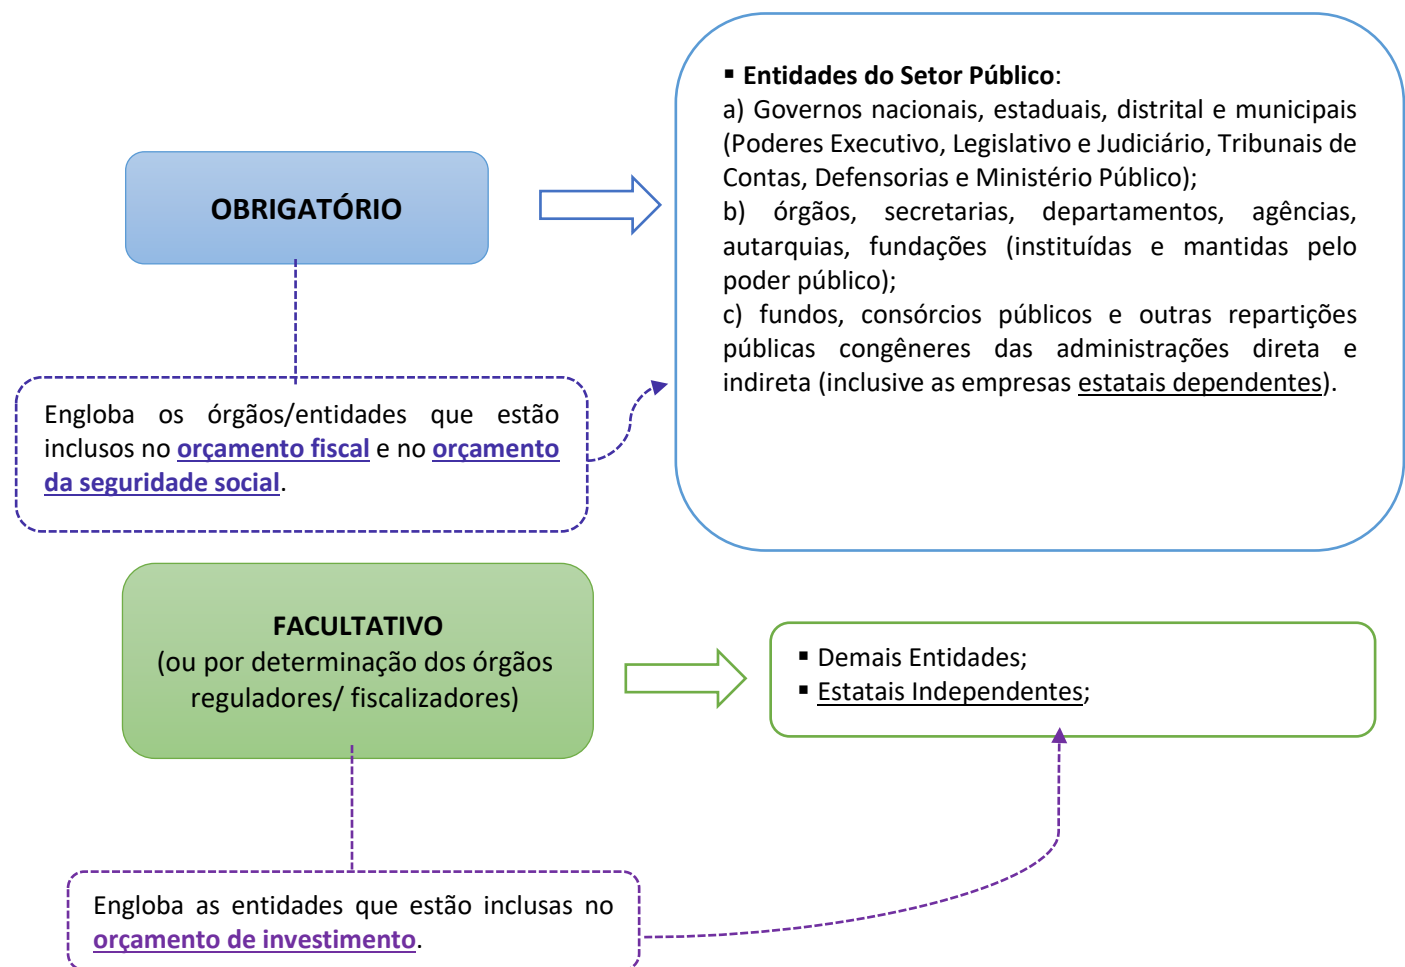 ▪ Entidades do Setor Público:
a) Governos nacionais, estaduais, distrital e municipais
(Poderes Executivo, Legislativo e Judiciário, Tribunais de
Contas, Defensorias e Ministério Público);
b) órgãos, secretarias, departamentos, agências,
autarquias, fundações (instituídas e mantidas pelo
poder público);
c) fundos, consórcios públicos e outras repartições
públicas congêneres das administrações direta e
indireta (inclusive as empresas estatais dependentes).
OBRIGATÓRIO
Engloba os órgãos/entidades que estão
inclusos no orçamento fiscal e no orçamento
da seguridade social.
FACULTATIVO
(ou por determinação dos órgãos
reguladores/ fiscalizadores)
▪ Demais Entidades;
▪ Estatais Independentes;
Engloba as entidades que estão inclusas no
orçamento de investimento.